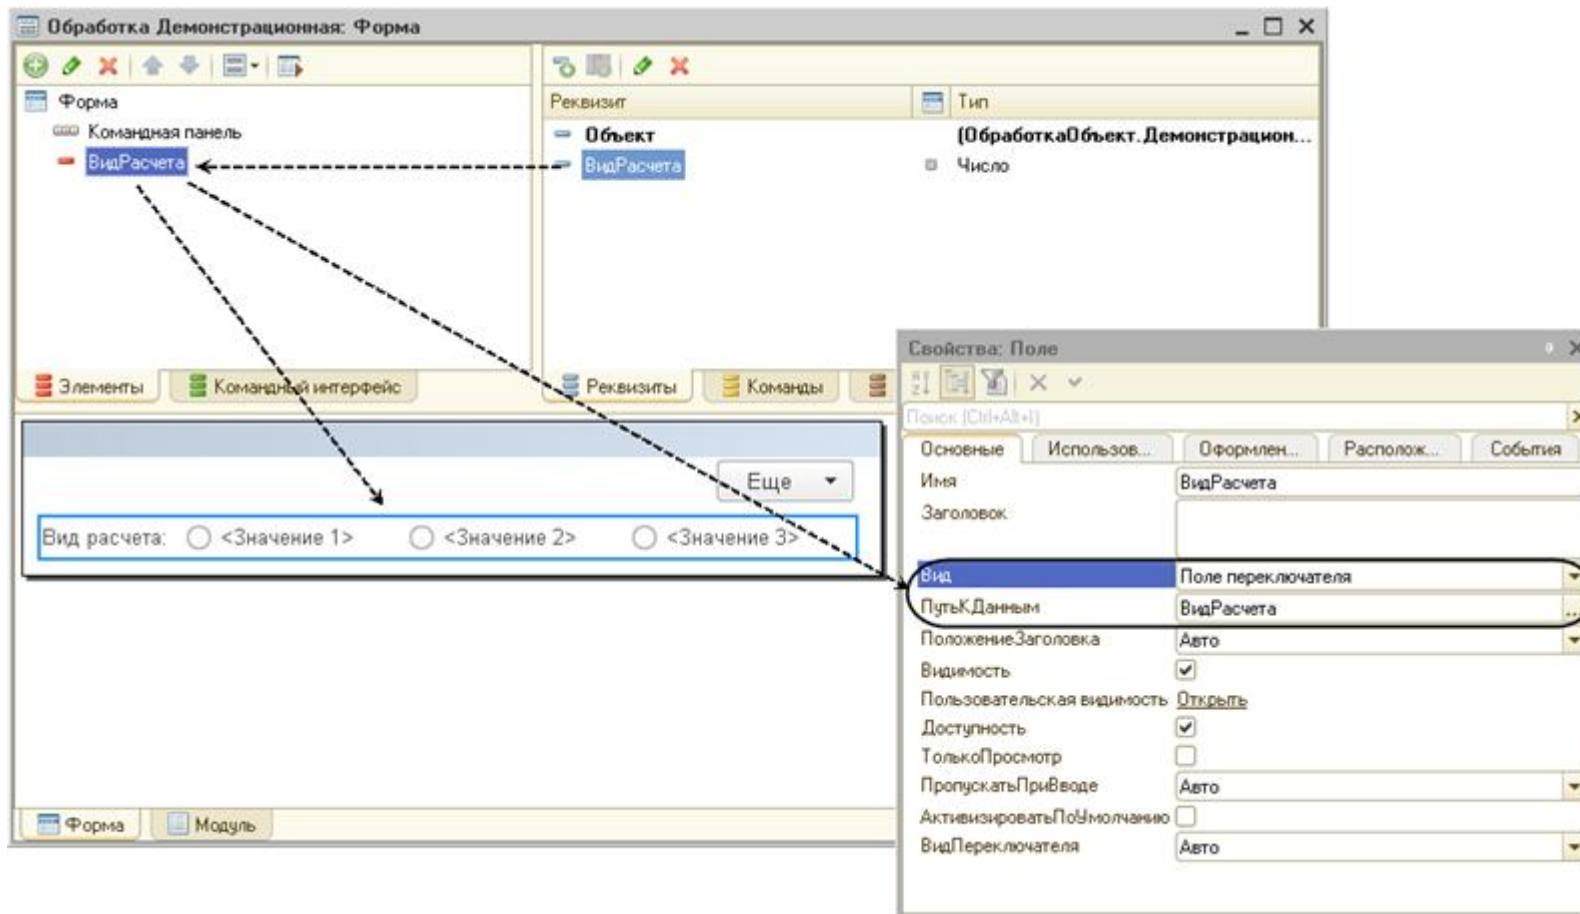 Обработка Демонстрационная: Форма
Форма
Командная панель
ВидРасчета
Реквизит Тип
Объект (ОбработкаОбъект.Демонстрацион...
ВидРасчета Число
Элементы Командный интерфейс
Реквизиты Команды
Еще
Вид расчета: <Значение 1> <Значение 2> <Значение 3>
Форма Модуль
Свойства: Поле
Поиск (Ctrl+Alt+I)
Основные Использов... Оформлен... Располож... События
Имя ВидРасчета
Заголовок
Вид Поле переключателя
ПутьКДанным ВидРасчета
ПоложениеЗаголовка Авто
Видимость
Пользовательская видимость Открыть
Доступность
ТолькоПросмотр
ПропускатьПриВводе Авто
АктивизироватьПоУмолчанию
ВидПереключателя Авто